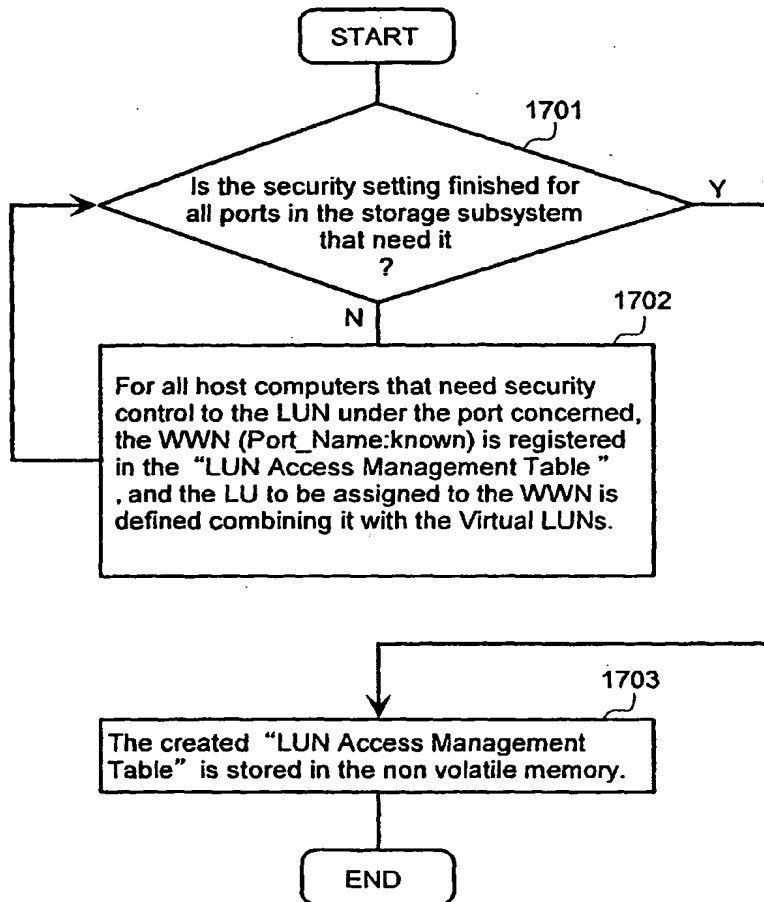 START
1701
Is the security setting finished for
all ports in the storage subsystem
that need it
?
Y
N
1702
For all host computers that need security
control to the LUN under the port concerned,
the WWN (Port_Name:known) is registered
in the “LUN Access Management Table ”
, and the LU to be assigned to the WWN is
defined combining it with the Virtual LUNs.
1703
The created “LUN Access Management
Table” is stored in the non volatile memory.
END